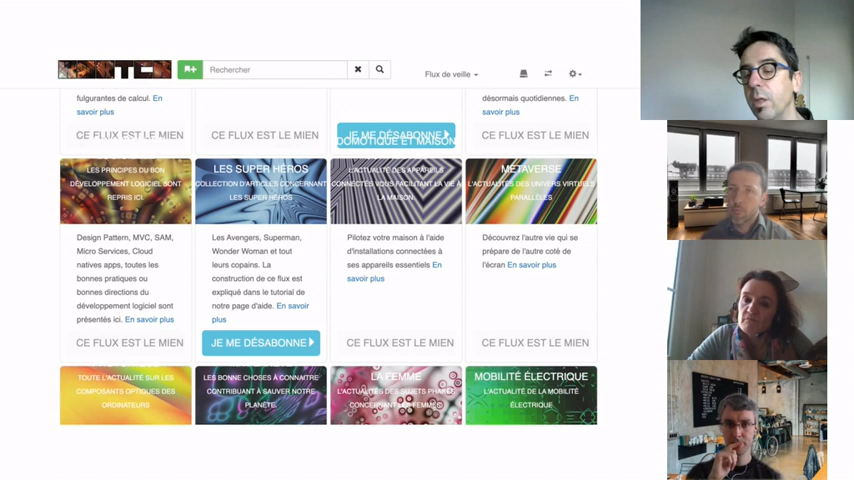 Rechercher
Flux de veille
fulgurantes de calcul. En
savoir plus
désormais quotidiennes. En
savoir plus
CE FLUX EST LE MIEN
CE FLUX EST LE MIEN
JE ME DÉSABONNE
CE FLUX EST LE MIEN
DOMOTIQUE ET MAISON
LES PRINCIPES DU BON
DÉVELOPPEMENT LOGICIEL SONT
REPRIS ICI.
LES SUPER HÉROS
COLLECTION D'ARTICLES CONCERNANT
LES SUPER HÉROS
L'ACTUALITÉ DES APPAREILS
CONNECTÉS VOUS FACILITANT LA VIE À
LA MAISON.
METAVERSE
L'ACTUALITÉS DES UNIVERS VIRTUELS
PARALLÈLES
Design Pattern, MVC, SAM,
Micro Services, Cloud
natives apps, toutes les
bonnes pratiques ou
bonnes directions du
développement logiciel sont
présentés ici. En savoir plus
Les Avengers, Superman,
Wonder Woman et tout
leurs copains. La
construction de ce flux est
expliqué dans le tutorial de
notre page d'aide. En savoir
plus
Pilotez votre maison à l'aide
d'installations connectées à
ses appareils essentiels En
savoir plus
Découvrez l'autre vie qui se
prépare de l'autre coté de
l'écran En savoir plus
CE FLUX EST LE MIEN
JE ME DÉSABONNE
CE FLUX EST LE MIEN
CE FLUX EST LE MIEN
TOUTE L'ACTUALITÉ SUR LES
COMPOSANTS OPTIQUES DES
ORDINATEURS
LES BONNE CHOSES À CONNAITRE
CONTRIBUANT À SAUVER NOTRE
PLANÈTE.
LA FEMME
L'ACTUALITÉS DES SUJETS PHARES
CONCERNANT LES FEMMES
MOBILITÉ ÉLECTRIQUE
L'ACTUALITÉ DE LA MOBILITÉ
ÉLECTRIQUE